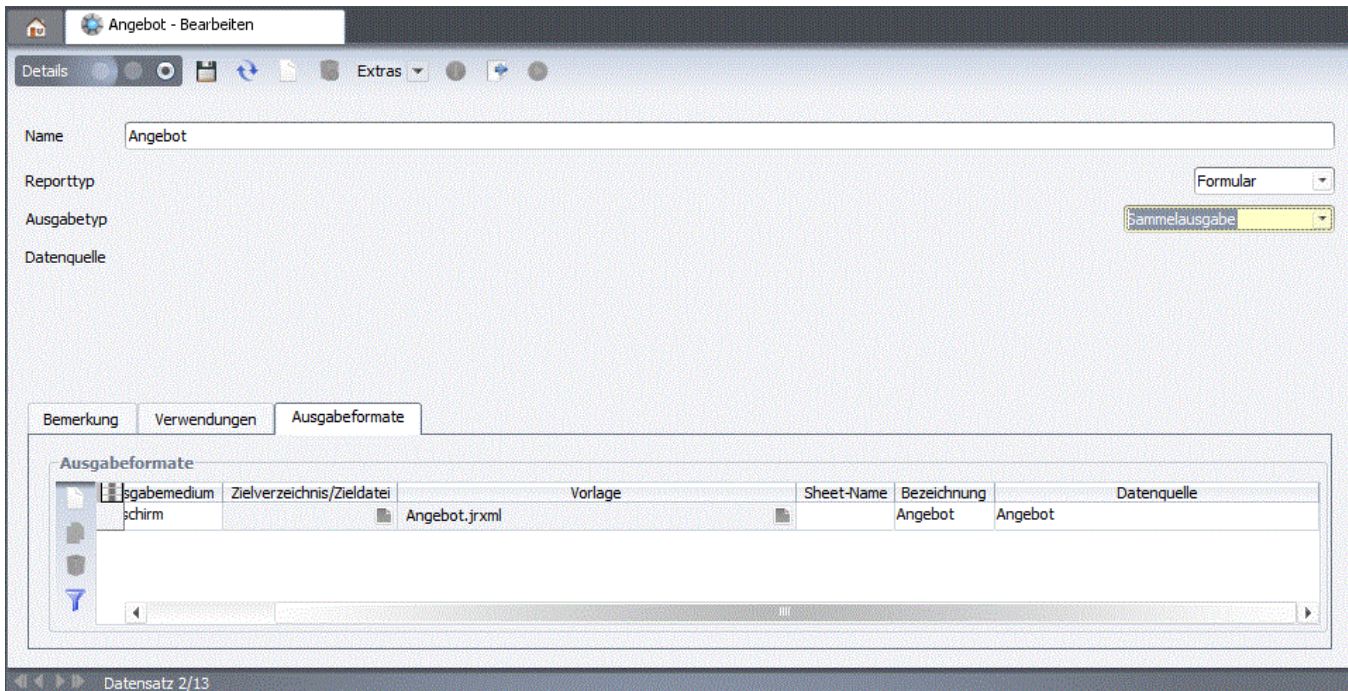 Angebot - Bearbeiten
Details Extras
Name Angebot
Reporttyp Formular
Ausgabetyp Sammelausgabe
Datenquelle
Bemerkung Verwendungen Ausgabeformate
Ausgabeformate
sgabemedium Zielverzeichnis/Zieldatei Vorlage Sheet-Name Bezeichnung Datenquelle
schirm Angebot.jrxml Angebot Angebot
Datensatz 2/13